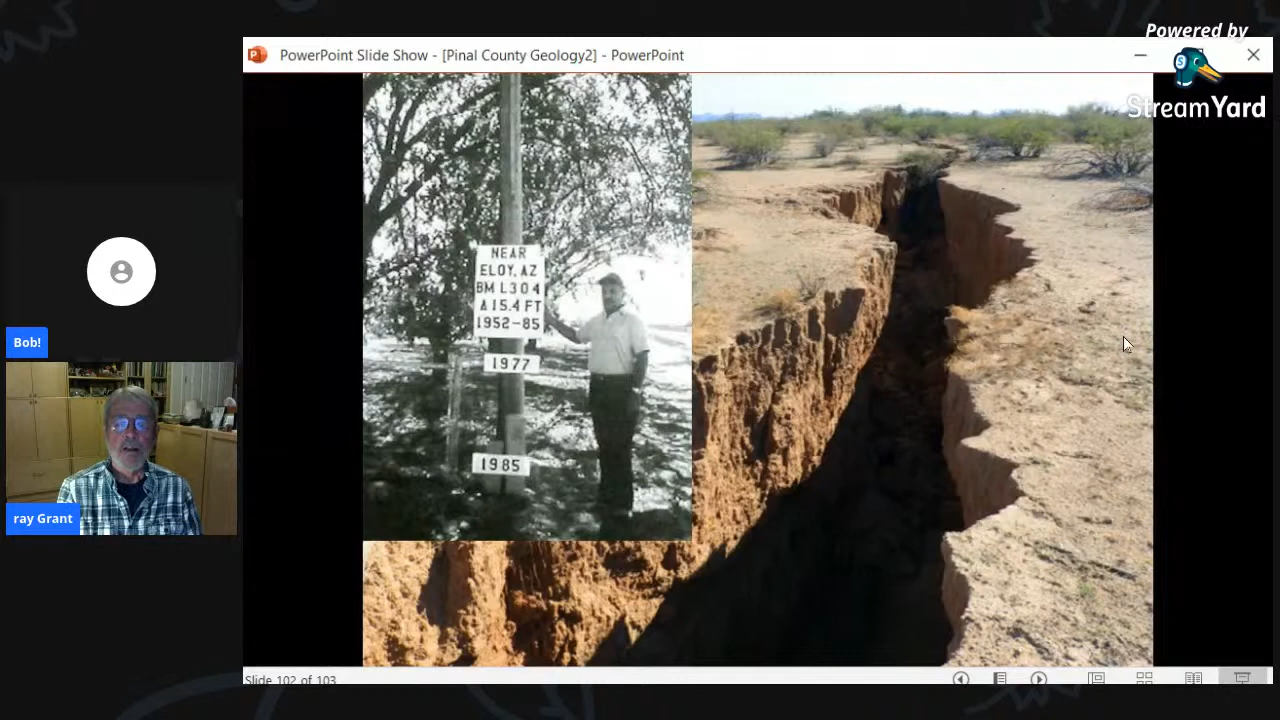 Powered by
StreamYard
PowerPoint Slide Show - [Pinal County Geology2] - PowerPoint
NEAR
ELOY, AZ
BM L304
Δ 15.4 FT
1952-85
1977
1985
Bob!
ray Grant
Slide 102 of 103